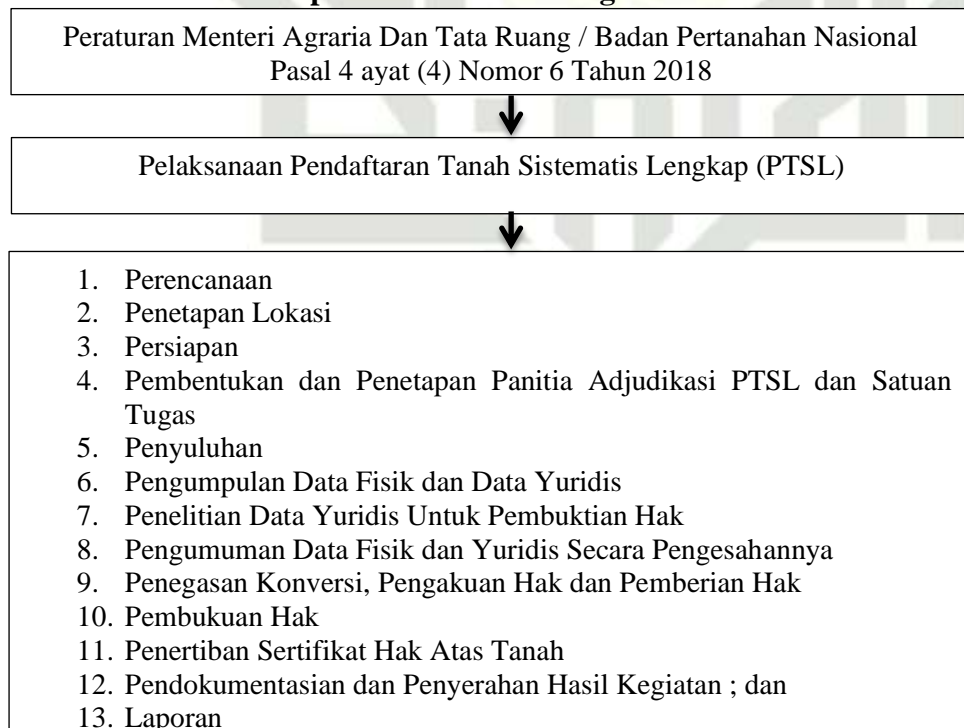 Peraturan Menteri Agraria Dan Tata Ruang / Badan Pertanahan Nasional
Pasal 4 ayat (4) Nomor 6 Tahun 2018
Pelaksanaan Pendaftaran Tanah Sistematis Lengkap (PTSL)
1. Perencanaan
2. Penetapan Lokasi
3. Persiapan
4. Pembentukan dan Penetapan Panitia Adjudikasi PTSL dan Satuan
Tugas
5. Penyuluhan
6. Pengumpulan Data Fisik dan Data Yuridis
7. Penelitian Data Yuridis Untuk Pembuktian Hak
8. Pengumuman Data Fisik dan Yuridis Secara Pengesahannya
9. Penegasan Konversi, Pengakuan Hak dan Pemberian Hak
10. Pembukuan Hak
11. Penertiban Sertifikat Hak Atas Tanah
12. Pendokumentasian dan Penyerahan Hasil Kegiatan ; dan
13. Laporan